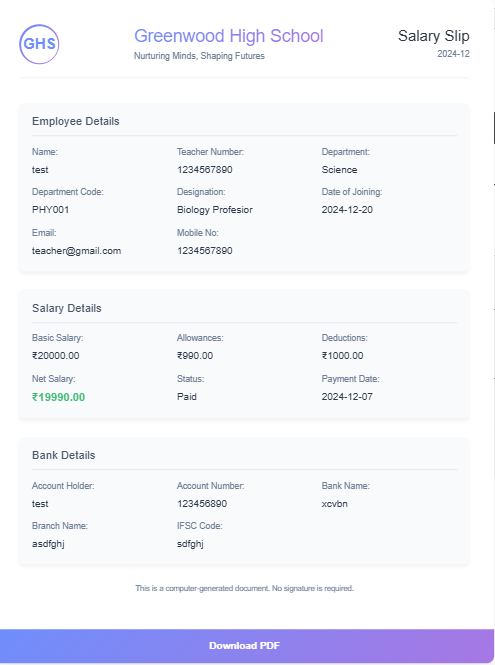 GHS
Greenwood High School
Nurturing Minds, Shaping Futures
Salary Slip
2024-12
Employee Details
Name: Teacher Number: Department:
test 1234567890 Science
Department Code: Designation: Date of Joining:
PHY001 Biology Profesior 2024-12-20
Email: Mobile No:
teacher@gmail.com 1234567890
Salary Details
Basic Salary: Allowances: Deductions:
₹20000.00 ₹990.00 ₹1000.00
Net Salary: Status: Payment Date:
₹19990.00 Paid 2024-12-07
Bank Details
Account Holder: Account Number: Bank Name:
test 123456890 xcvbn
Branch Name: IFSC Code:
asdfghj sdfghj
This is a computer-generated document. No signature is required.
Download PDF